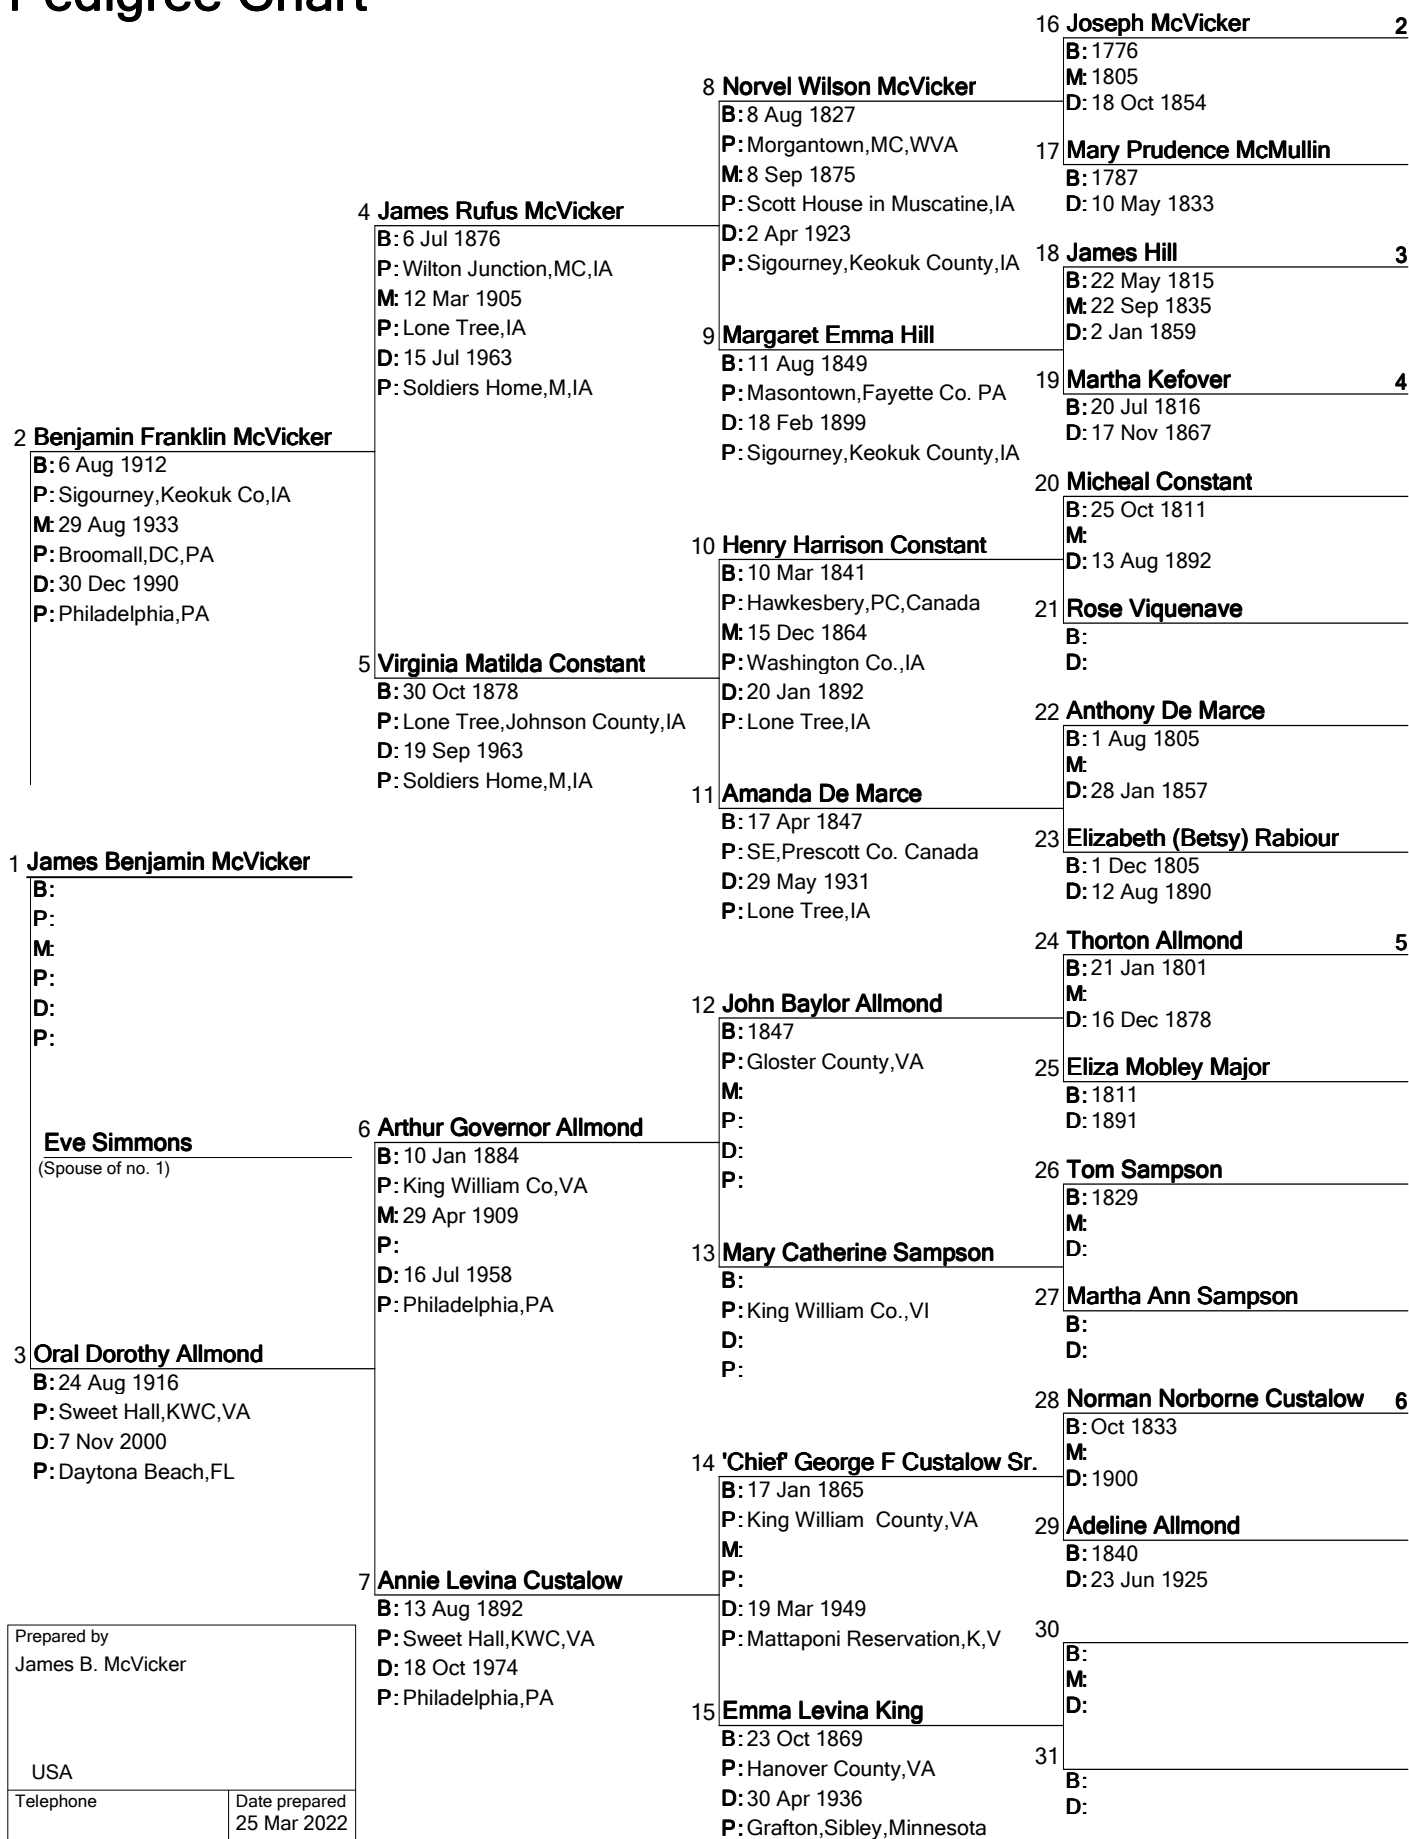 Pedigree Chart
16 Joseph McVicker 2
B: 1776
M: 1805
D: 18 Oct 1854
8 Norvel Wilson McVicker
B: 8 Aug 1827
P: Morgantown,MC,WVA
M: 8 Sep 1875
P: Scott House in Muscatine,IA
D: 2 Apr 1923
P: Sigourney,Keokuk County,IA
17 Mary Prudence McMullin
B: 1787
D: 10 May 1833
4 James Rufus McVicker
B: 6 Jul 1876
P: Wilton Junction,MC,IA
M: 12 Mar 1905
P: Lone Tree,IA
D: 15 Jul 1963
P: Soldiers Home,M,IA
18 James Hill 3
B: 22 May 1815
M: 22 Sep 1835
D: 2 Jan 1859
9 Margaret Emma Hill
B: 11 Aug 1849
P: Masontown,Fayette Co. PA
D: 18 Feb 1899
P: Sigourney,Keokuk County,IA
19 Martha Kefover 4
B: 20 Jul 1816
D: 17 Nov 1867
2 Benjamin Franklin McVicker
B: 6 Aug 1912
P: Sigourney,Keokuk Co,IA
M: 29 Aug 1933
P: Broomall,DC,PA
D: 30 Dec 1990
P: Philadelphia,PA
20 Micheal Constant
B: 25 Oct 1811
M:
D: 13 Aug 1892
10 Henry Harrison Constant
B: 10 Mar 1841
P: Hawkesbery,PC,Canada
M: 15 Dec 1864
P: Washington Co.,IA
D: 20 Jan 1892
P: Lone Tree,IA
21 Rose Viquenave
B:
D:
5 Virginia Matilda Constant
B: 30 Oct 1878
P: Lone Tree,Johnson County,IA
D: 19 Sep 1963
P: Soldiers Home,M,IA
22 Anthony De Marce
B: 1 Aug 1805
M:
D: 28 Jan 1857
11 Amanda De Marce
B: 17 Apr 1847
P: SE,Prescott Co. Canada
D: 29 May 1931
P: Lone Tree,IA
23 Elizabeth (Betsy) Rabiour
B: 1 Dec 1805
D: 12 Aug 1890
1 James Benjamin McVicker
B:
P:
M:
P:
D:
P:
Eve Simmons
(Spouse of no. 1)
24 Thorton Allmond 5
B: 21 Jan 1801
M:
D: 16 Dec 1878
12 John Baylor Allmond
B: 1847
P: Gloster County,VA
M:
P:
D:
P:
25 Eliza Mobley Major
B: 1811
D: 1891
6 Arthur Governor Allmond
B: 10 Jan 1884
P: King William Co,VA
M: 29 Apr 1909
P:
D: 16 Jul 1958
P: Philadelphia,PA
26 Tom Sampson
B: 1829
M:
D:
13 Mary Catherine Sampson
B:
P: King William Co.,VI
D:
P:
27 Martha Ann Sampson
B:
D:
3 Oral Dorothy Allmond
B: 24 Aug 1916
P: Sweet Hall,KWC,VA
D: 7 Nov 2000
P: Daytona Beach,FL
28 Norman Norborne Custalow 6
B: Oct 1833
M:
D: 1900
14 'Chief' George F Custalow Sr.
B: 17 Jan 1865
P: King William  County,VA
M:
P:
D: 19 Mar 1949
P: Mattaponi Reservation,K,V
29 Adeline Allmond
B: 1840
D: 23 Jun 1925
7 Annie Levina Custalow
B: 13 Aug 1892
P: Sweet Hall,KWC,VA
D: 18 Oct 1974
P: Philadelphia,PA
30
B:
M:
D:
15 Emma Levina King
B: 23 Oct 1869
P: Hanover County,VA
D: 30 Apr 1936
P: Grafton,Sibley,Minnesota
31
B:
D:
Prepared by
James B. McVicker
USA
Telephone
Date prepared
25 Mar 2022